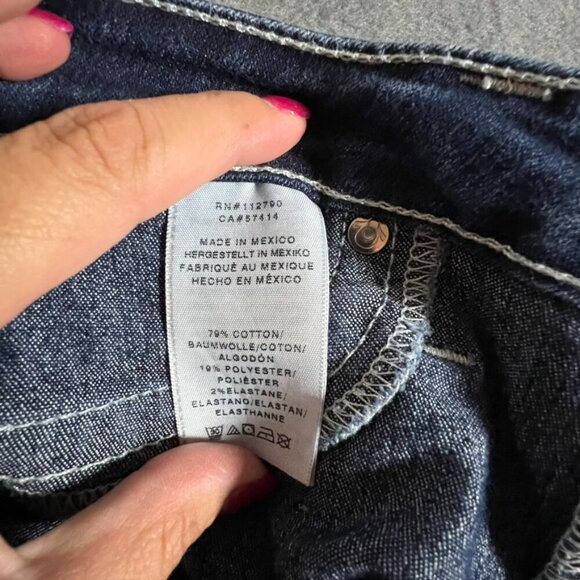 RN#112790
CA#57414
MADE IN MEXICO
HERGESTELLT IN MEXIKO
FABRIQUÉ AU MEXIQUE
HECHO EN MÉXICO
79% COTTON/
BAUMWOLLE/COTON/
ALGODÓN
19% POLYESTER/
POLIÉSTER
2% ELASTANE/
ELASTANO/ELASTAN/
ELASTHANNE